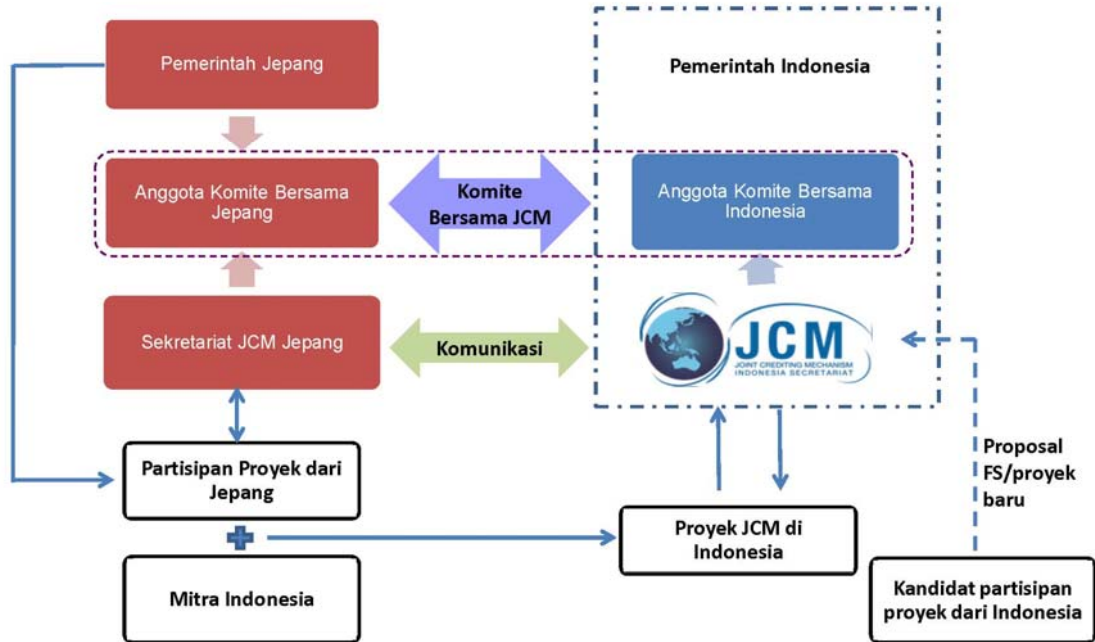 Pemerintah Jepang
Pemerintah Indonesia
Anggota Komite Bersama
Jepang
Komite
Bersama JCM
Anggota Komite Bersama
Indonesia
Sekretariat JCM Jepang
Komunikasi
JCM
JOINT CREDITING MECHANISM
INDONESIA SECRETARIAT
Partisipan Proyek dari
Jepang
Proposal
FS/proyek
baru
Mitra Indonesia
Proyek JCM di
Indonesia
Kandidat partisipan
proyek dari Indonesia